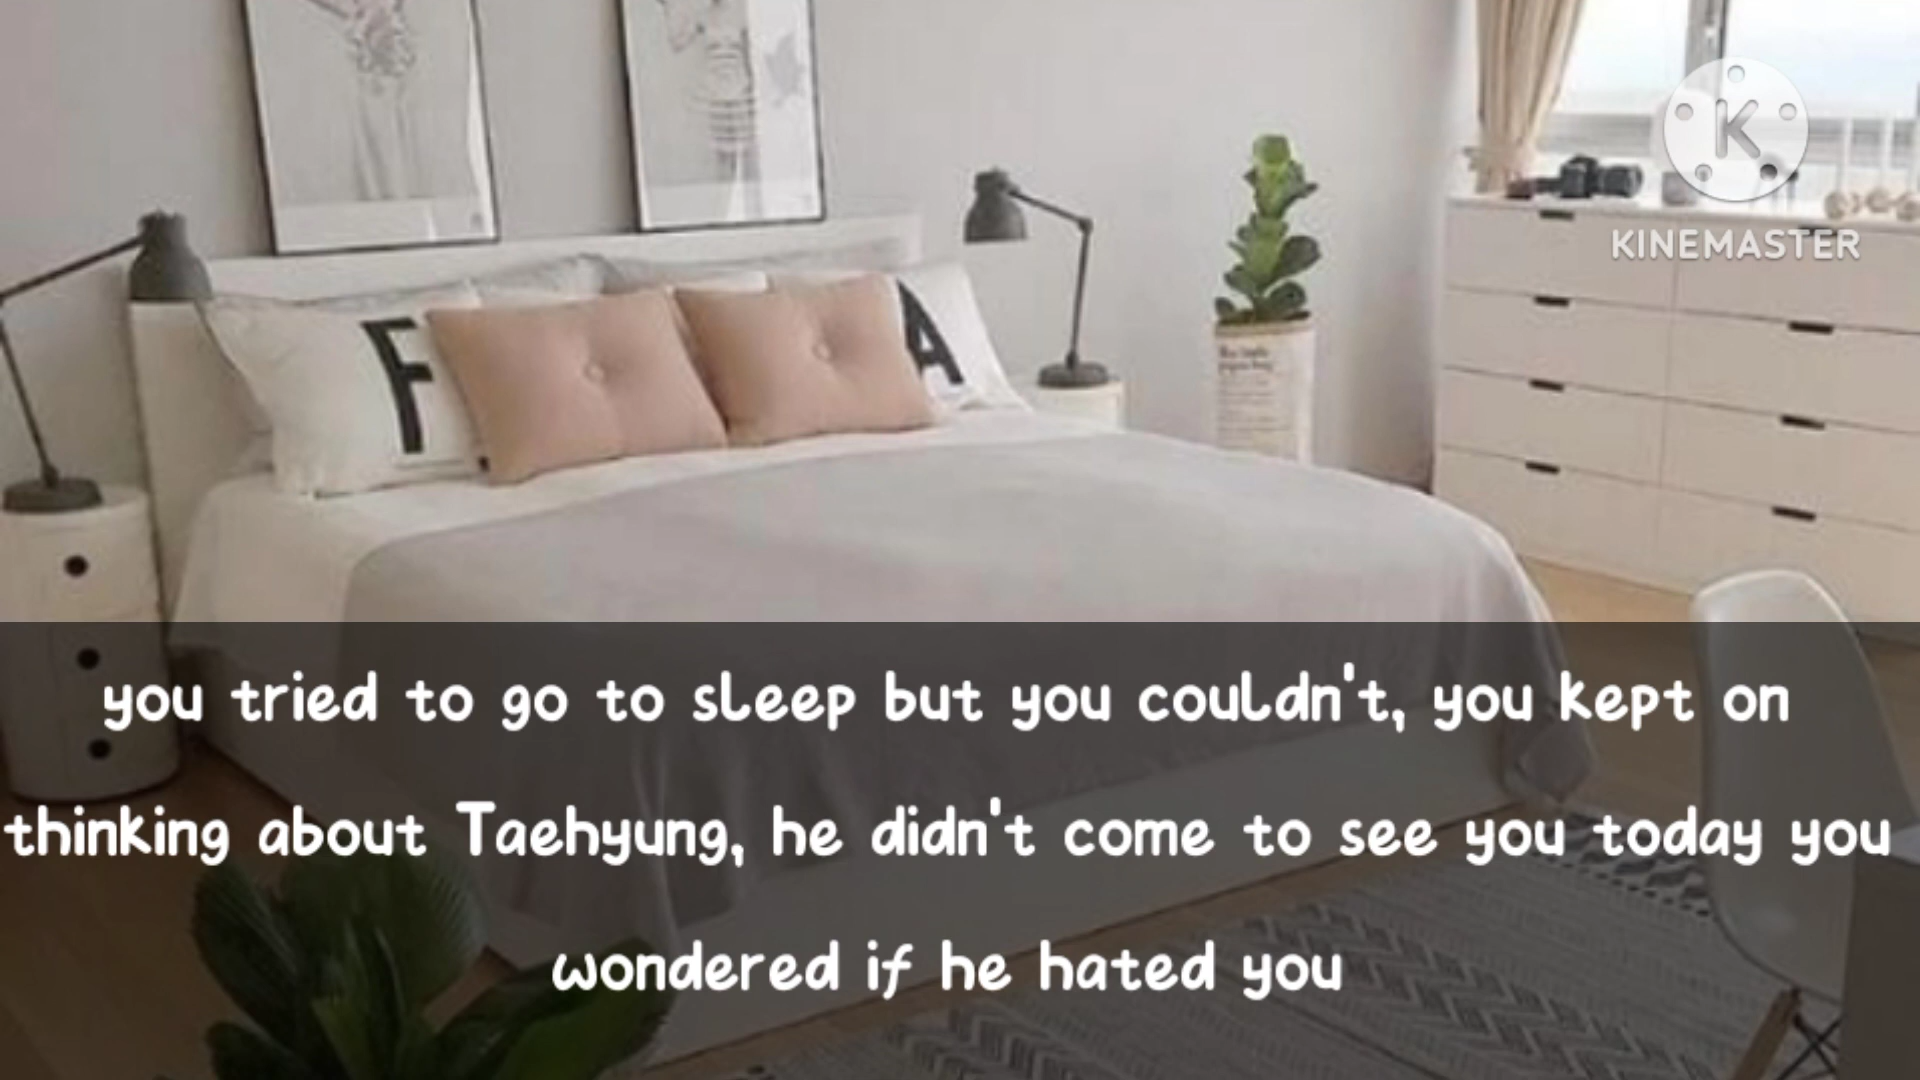 K
KINEMASTER
F
A
you tried to go to sleep but you couldn't, you kept on
thinking about Taehyung, he didn't come to see you today you
wondered if he hated you